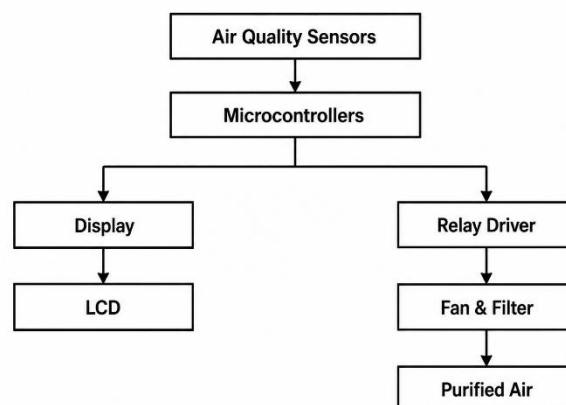 Air Quality Sensors
Microcontrollers
Display
Relay Driver
LCD
Fan & Filter
Purified Air